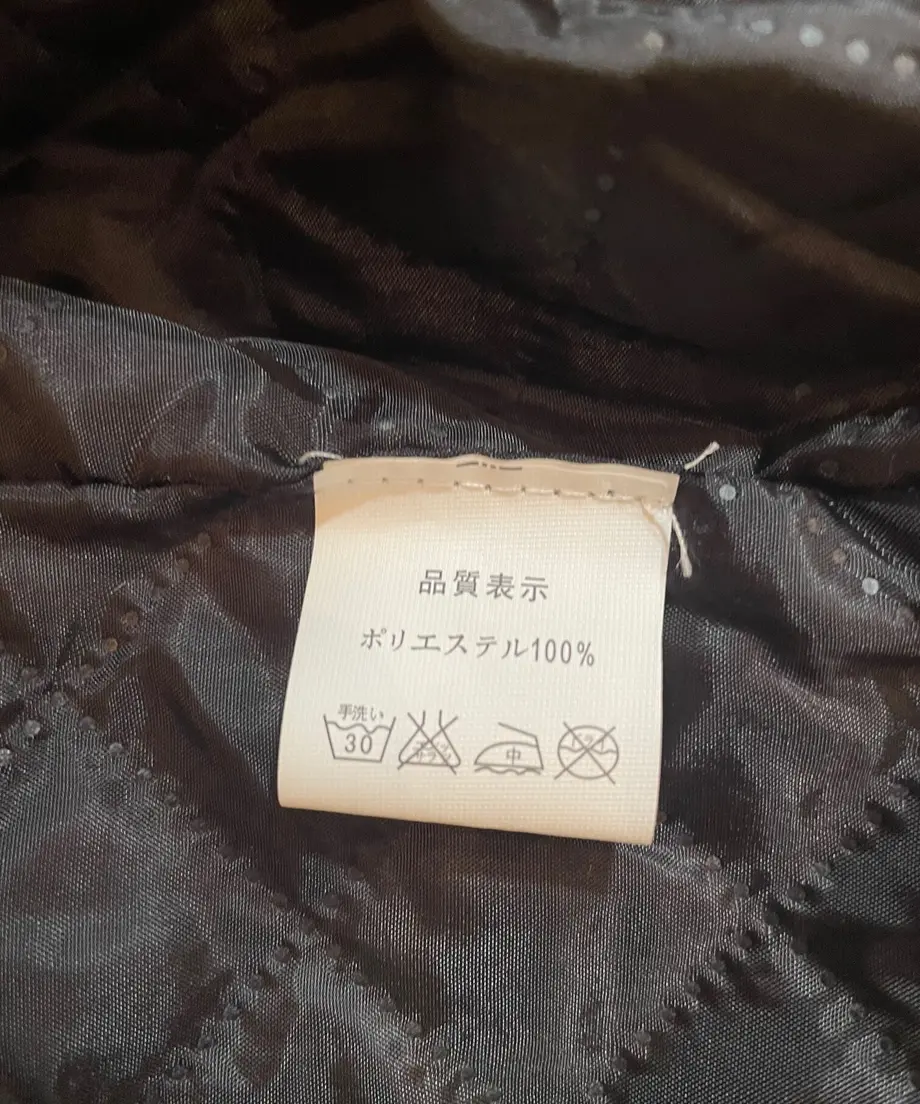 品質表示
ポリエステル100%
手洗い
30
中